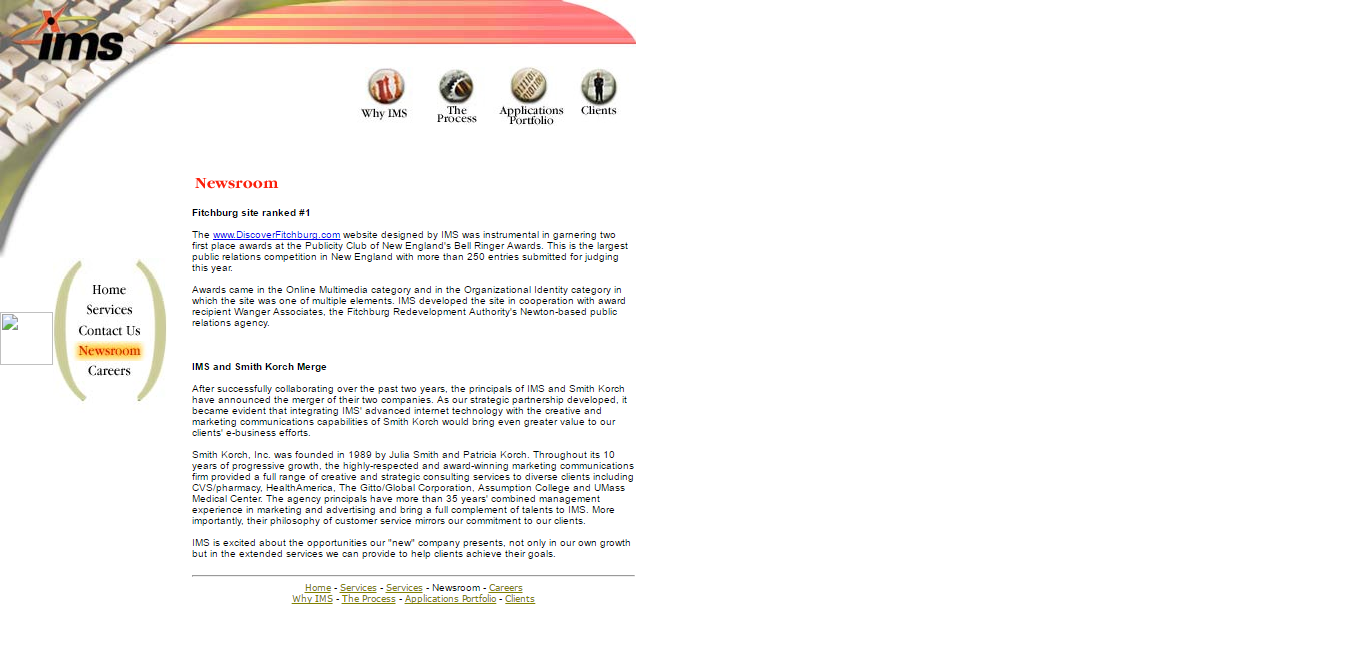 ims
Why IMS
The
Process
Applications
Portfolio
Clients
Newsroom
Fitchburg site ranked #1
The www.DiscoverFitchburg.com website designed by IMS was instrumental in garnering two
first place awards at the Publicity Club of New England's Bell Ringer Awards. This is the largest
public relations competition in New England with more than 250 entries submitted for judging
this year.
Awards came in the Online Multimedia category and in the Organizational Identity category in
which the site was one of multiple elements. IMS developed the site in cooperation with award
recipient Wanger Associates, the Fitchburg Redevelopment Authority's Newton-based public
relations agency.
Home
Services
Contact Us
Newsroom
Careers
IMS and Smith Korch Merge
After successfully collaborating over the past two years, the principals of IMS and Smith Korch
have announced the merger of their two companies. As our strategic partnership developed, it
became evident that integrating IMS' advanced internet technology with the creative and
marketing communications capabilities of Smith Korch would bring even greater value to our
clients' e-business efforts.
Smith Korch, Inc. was founded in 1989 by Julia Smith and Patricia Korch. Throughout its 10
years of progressive growth, the highly-respected and award-winning marketing communications
firm provided a full range of creative and strategic consulting services to diverse clients including
CVS/pharmacy, HealthAmerica, The Gitto/Global Corporation, Assumption College and UMass
Medical Center. The agency principals have more than 35 years' combined management
experience in marketing and advertising and bring a full complement of talents to IMS. More
importantly, their philosophy of customer service mirrors our commitment to our clients.
IMS is excited about the opportunities our "new" company presents, not only in our own growth
but in the extended services we can provide to help clients achieve their goals.
Home - Services - Services - Newsroom - Careers
Why IMS - The Process - Applications Portfolio - Clients